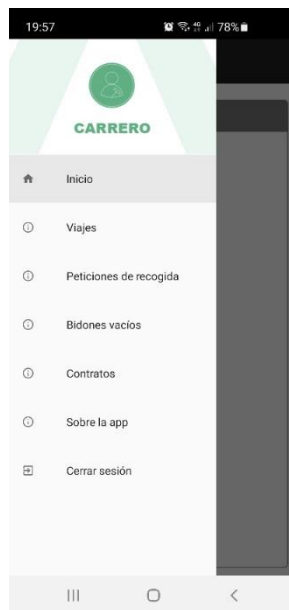 19:57
78%
CARRERO
Inicio
Viajes
Peticiones de recogida
Bidones vacíos
Contratos
Sobre la app
Cerrar sesión